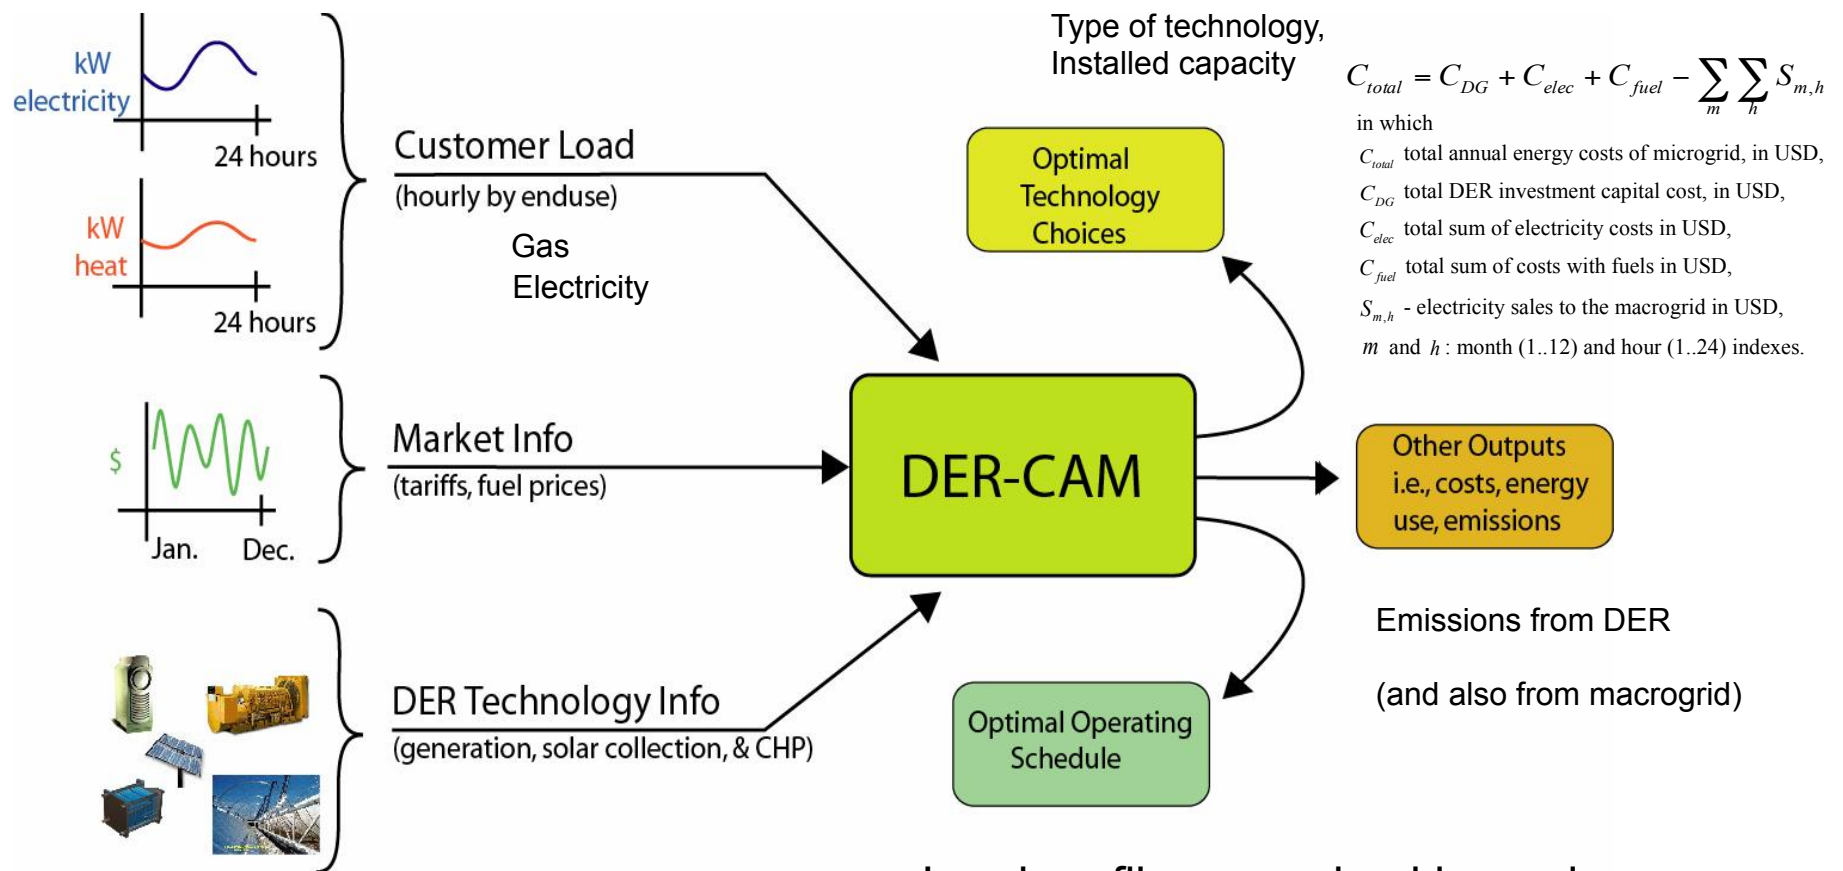 kW
electricity
24 hours
kW
heat
24 hours
Customer Load
(hourly by enduse)
Gas
Electricity
$
Jan. Dec.
Market Info
(tariffs, fuel prices)
DER Technology Info
(generation, solar collection, & CHP)
DER-CAM
Type of technology,
Installed capacity
Optimal
Technology
Choices
C_total = C_DG + C_elec + C_fuel − ∑_m ∑_h S_m,h
in which
C_total total annual energy costs of microgrid, in USD,
C_DG total DER investment capital cost, in USD,
C_elec total sum of electricity costs in USD,
C_fuel total sum of costs with fuels in USD,
S_m,h - electricity sales to the macrogrid in USD,
m and h : month (1..12) and hour (1..24) indexes.
Other Outputs
i.e., costs, energy
use, emissions
Emissions from DER
(and also from macrogrid)
Optimal Operating
Schedule